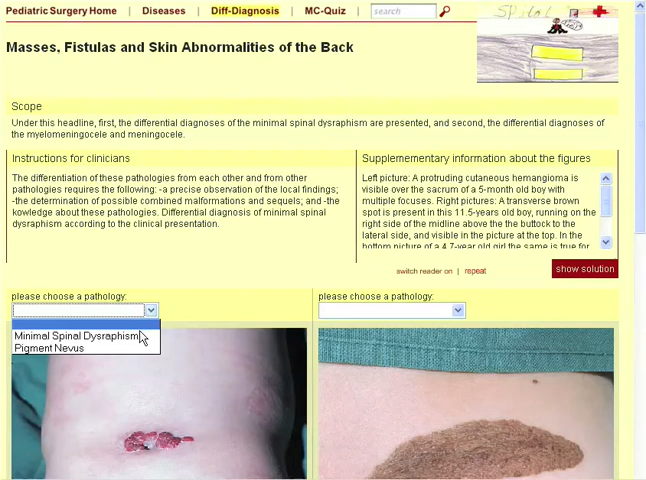 Pediatric Surgery Home | Diseases | Diff-Diagnosis | MC-Quiz | search
Spital
Masses, Fistulas and Skin Abnormalities of the Back
Scope
Under this headline, first, the differential diagnoses of the minimal spinal dysraphism are presented, and second, the differential diagnoses of
the myelomeningocele and meningocele.
Instructions for clinicians
The differentiation of these pathologies from each other and from other
pathologies requires the following: -a precise observation of the local findings;
-the determination of possible combined malformations and sequels; and -the
kowledge about these pathologies. Differential diagnosis of minimal spinal
dysraphism according to the clinical presentation.
Supplememtary information about the figures
Left picture: A protruding cutaneous hemangioma is
visible over the sacrum of a 5-month old boy with
multiple focuses. Right pictures: A transverse brown
spot is present in this 11.5-years old boy, running on the
right side of the midline above the the buttock to the
lateral side, and visible in the picture at the top. In the
bottom picture of a 4.7-year old girl the same is true for
switch reader on | repeat
show solution
please choose a pathology:
Minimal Spinal Dysraphism
Pigment Nevus
please choose a pathology: